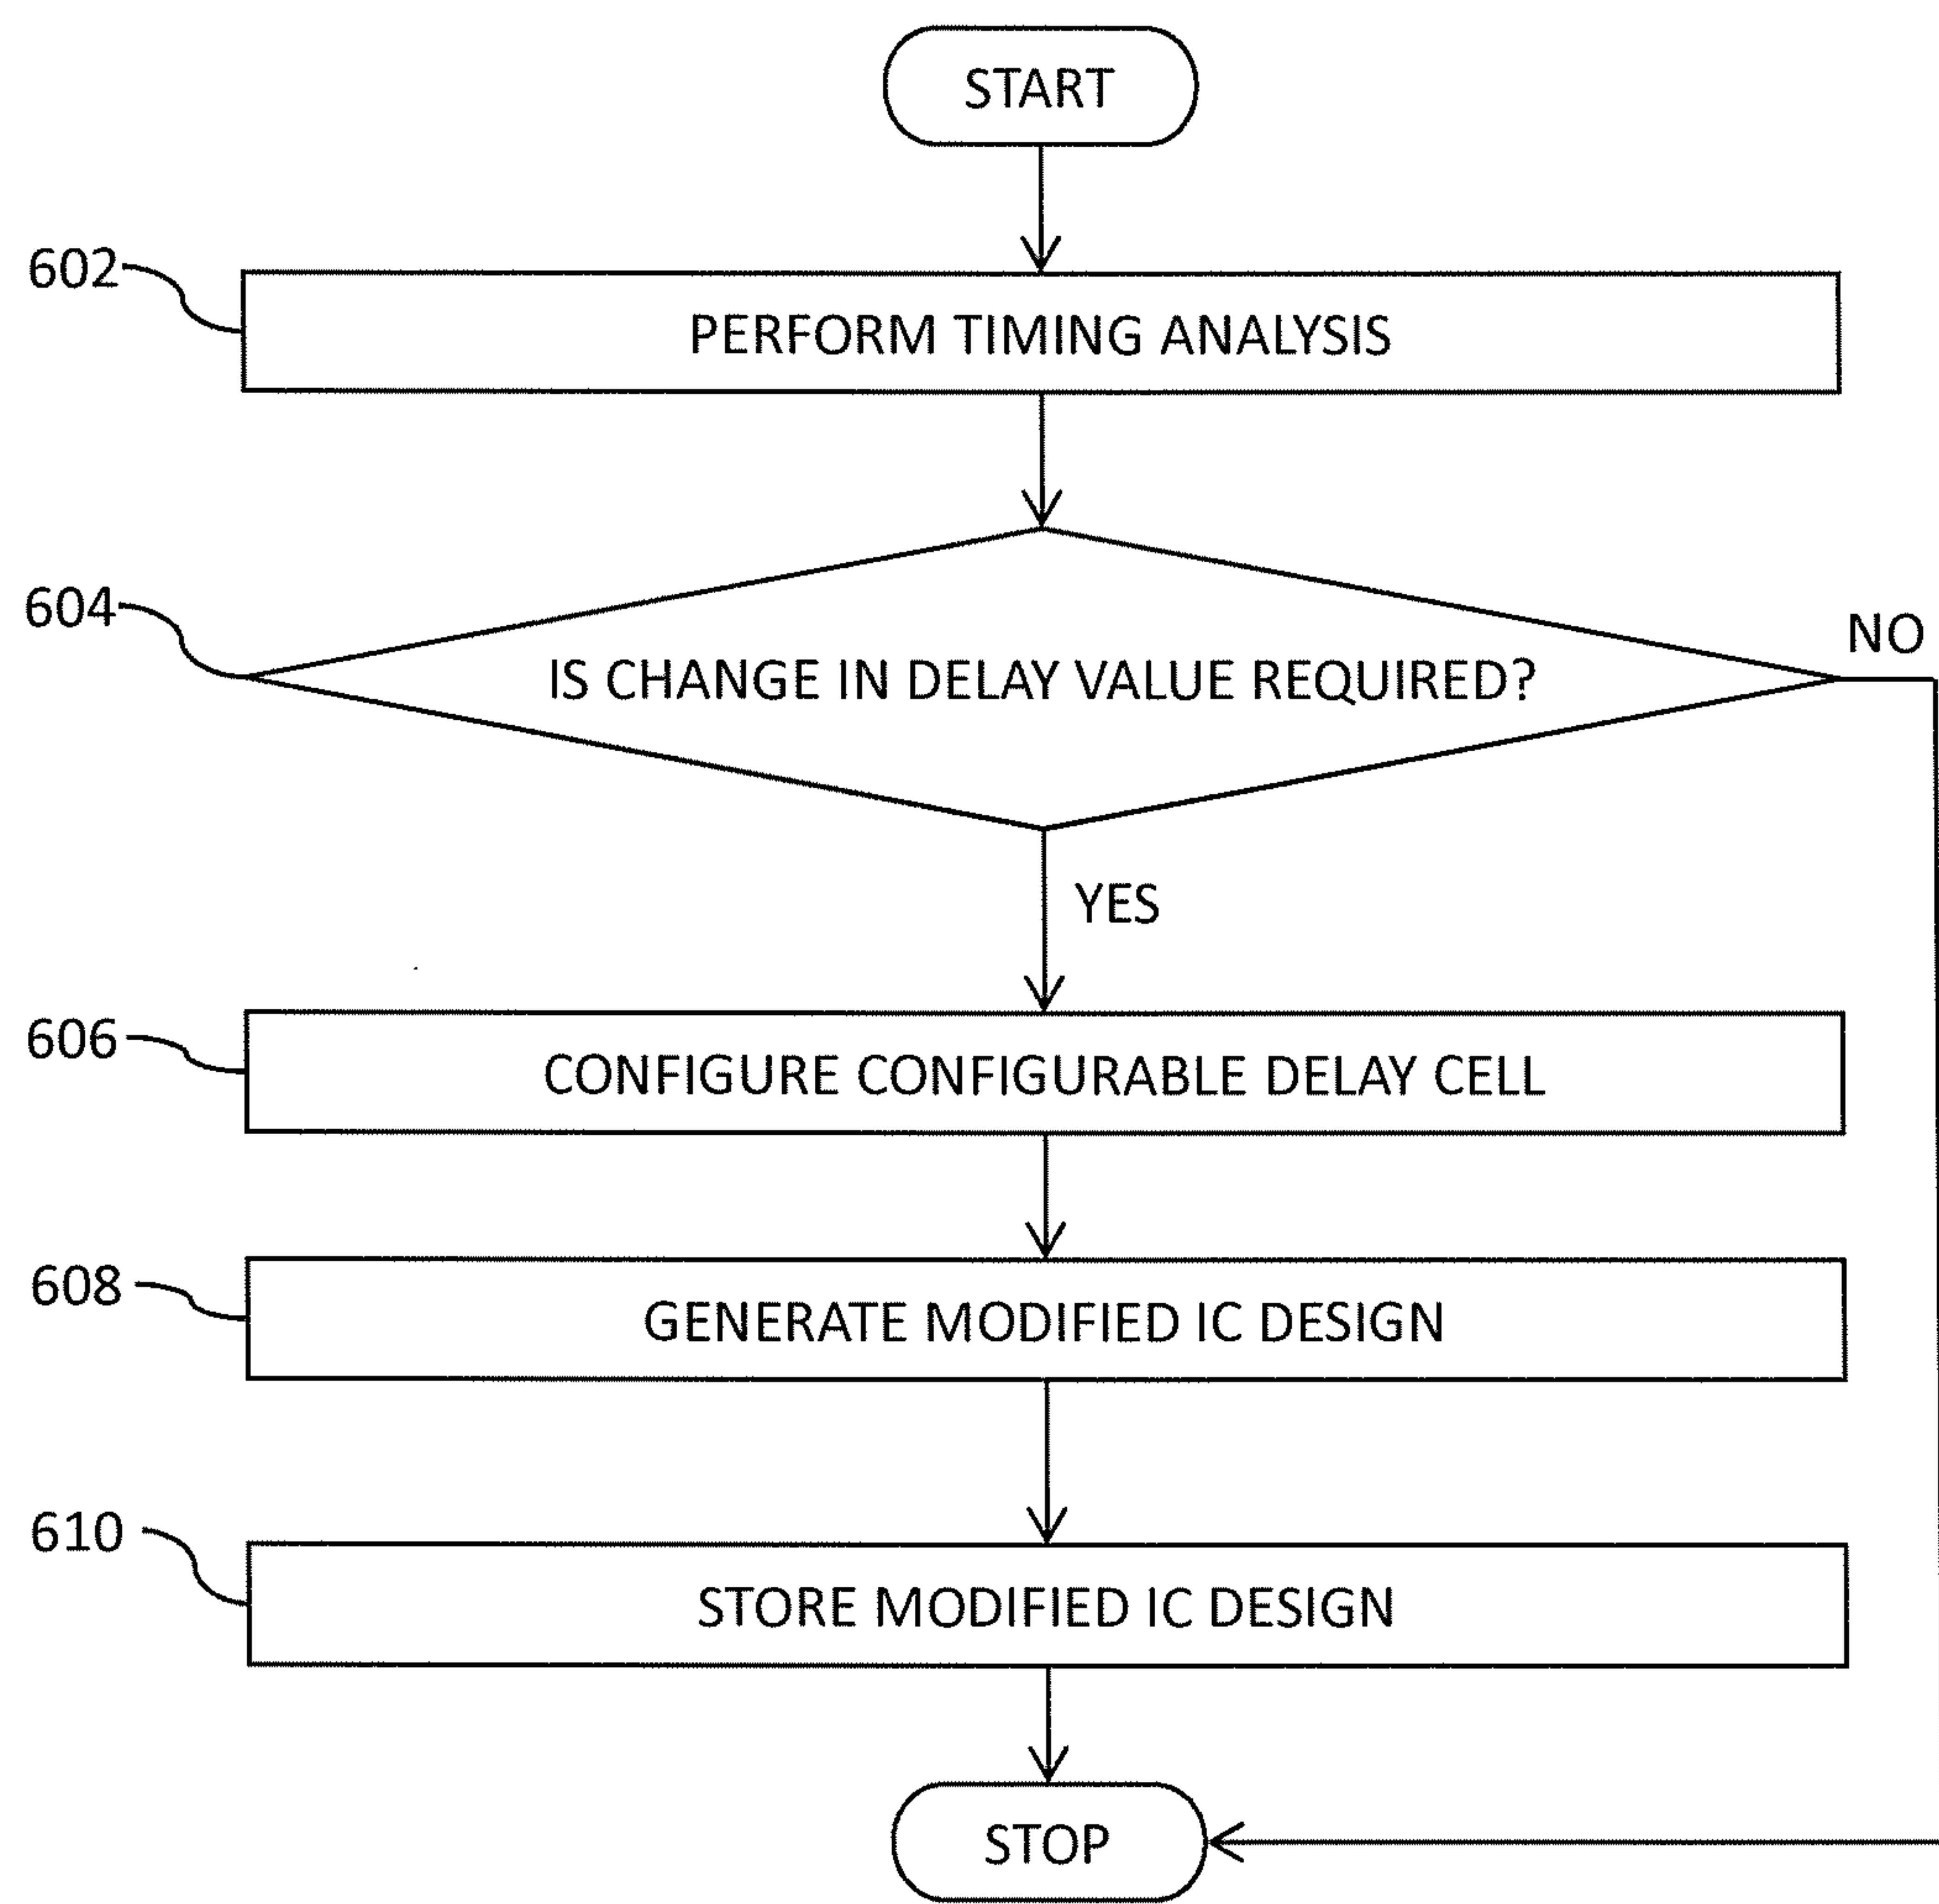 START
602
PERFORM TIMING ANALYSIS
604
IS CHANGE IN DELAY VALUE REQUIRED?
NO
YES
606
CONFIGURE CONFIGURABLE DELAY CELL
608
GENERATE MODIFIED IC DESIGN
610
STORE MODIFIED IC DESIGN
STOP